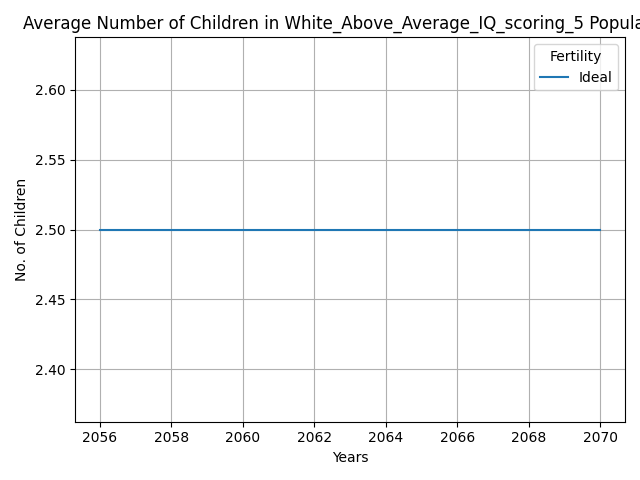 Average Number of Children in White_Above_Average_IQ_scoring_5 Popula
Fertility
Ideal
2.60
2.55
2.50
2.45
2.40
No. of Children
2056 2058 2060 2062 2064 2066 2068 2070
Years